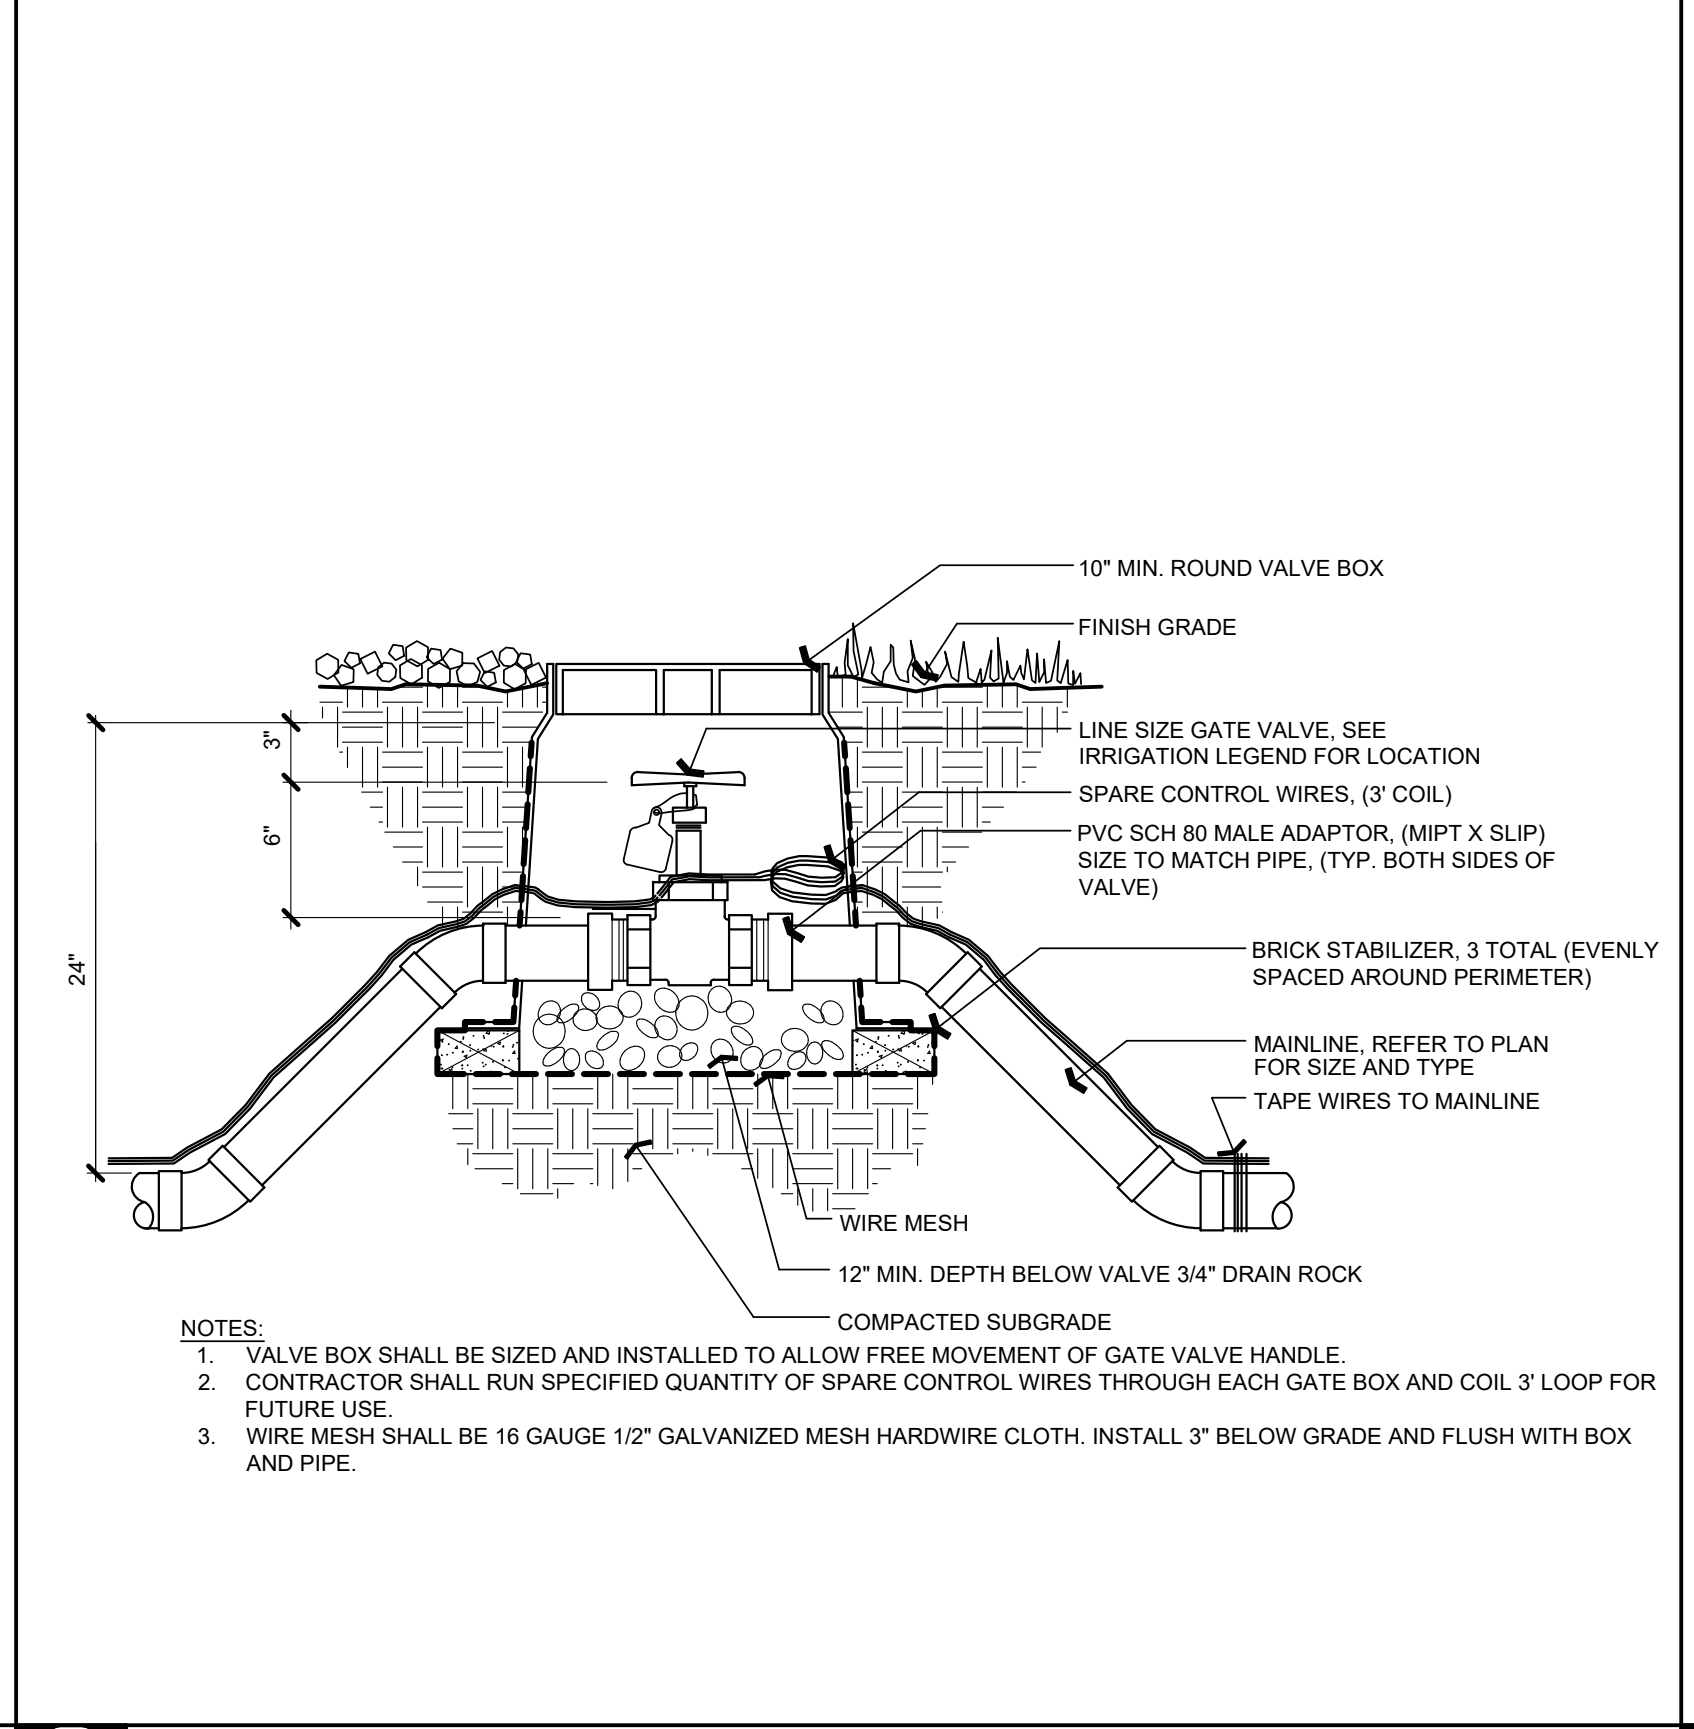 10" MIN. ROUND VALVE BOX
FINISH GRADE
LINE SIZE GATE VALVE, SEE
IRRIGATION LEGEND FOR LOCATION
SPARE CONTROL WIRES, (3' COIL)
PVC SCH 80 MALE ADAPTOR, (MIPT X SLIP)
SIZE TO MATCH PIPE, (TYP. BOTH SIDES OF
VALVE)
3"
6"
24"
BRICK STABILIZER, 3 TOTAL (EVENLY
SPACED AROUND PERIMETER)
MAINLINE, REFER TO PLAN
FOR SIZE AND TYPE
TAPE WIRES TO MAINLINE
WIRE MESH
12" MIN. DEPTH BELOW VALVE 3/4" DRAIN ROCK
COMPACTED SUBGRADE
NOTES:
1. VALVE BOX SHALL BE SIZED AND INSTALLED TO ALLOW FREE MOVEMENT OF GATE VALVE HANDLE.
2. CONTRACTOR SHALL RUN SPECIFIED QUANTITY OF SPARE CONTROL WIRES THROUGH EACH GATE BOX AND COIL 3' LOOP FOR
FUTURE USE.
3. WIRE MESH SHALL BE 16 GAUGE 1/2" GALVANIZED MESH HARDWIRE CLOTH. INSTALL 3" BELOW GRADE AND FLUSH WITH BOX
AND PIPE.